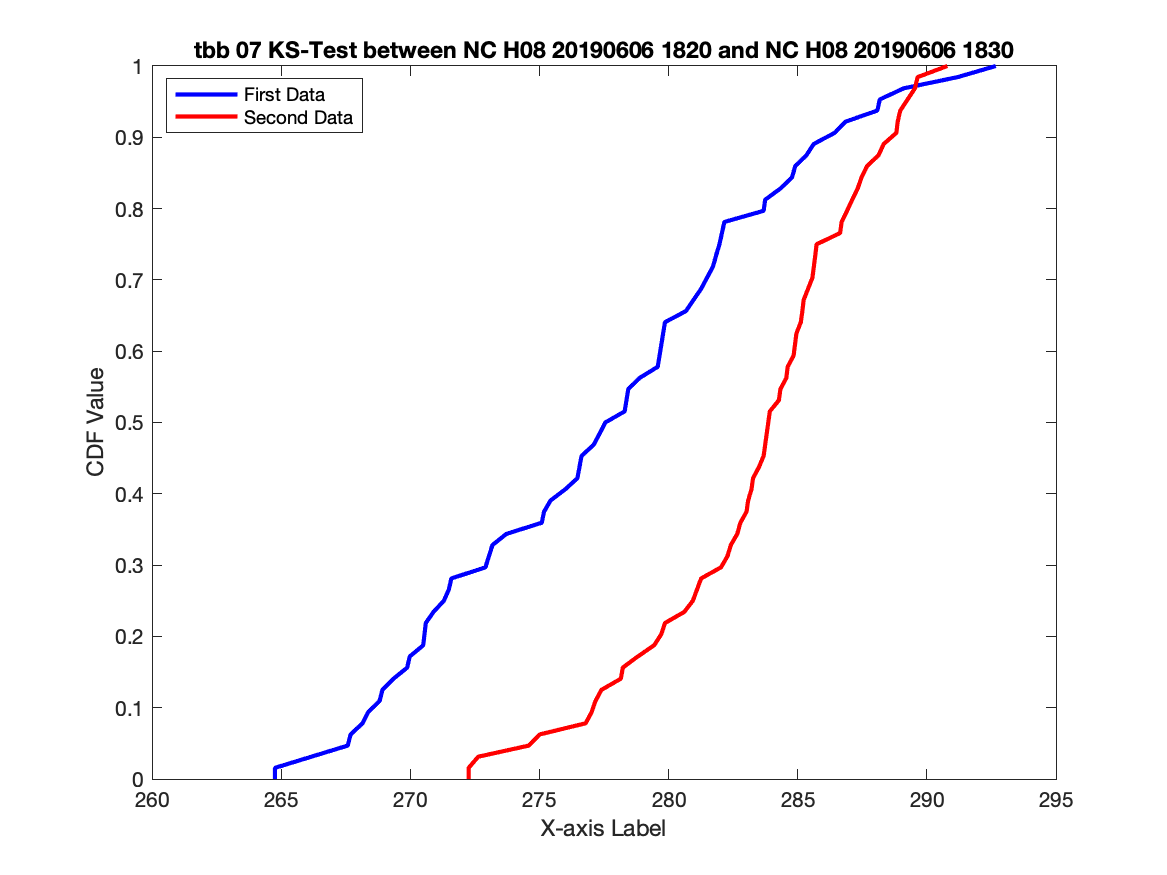 tbb 07 KS-Test between NC H08 20190606 1820 and NC H08 20190606 1830
First Data
Second Data
1
0.9
0.8
0.7
0.6
0.5
0.4
0.3
0.2
0.1
0
CDF Value
260 265 270 275 280 285 290 295
X-axis Label